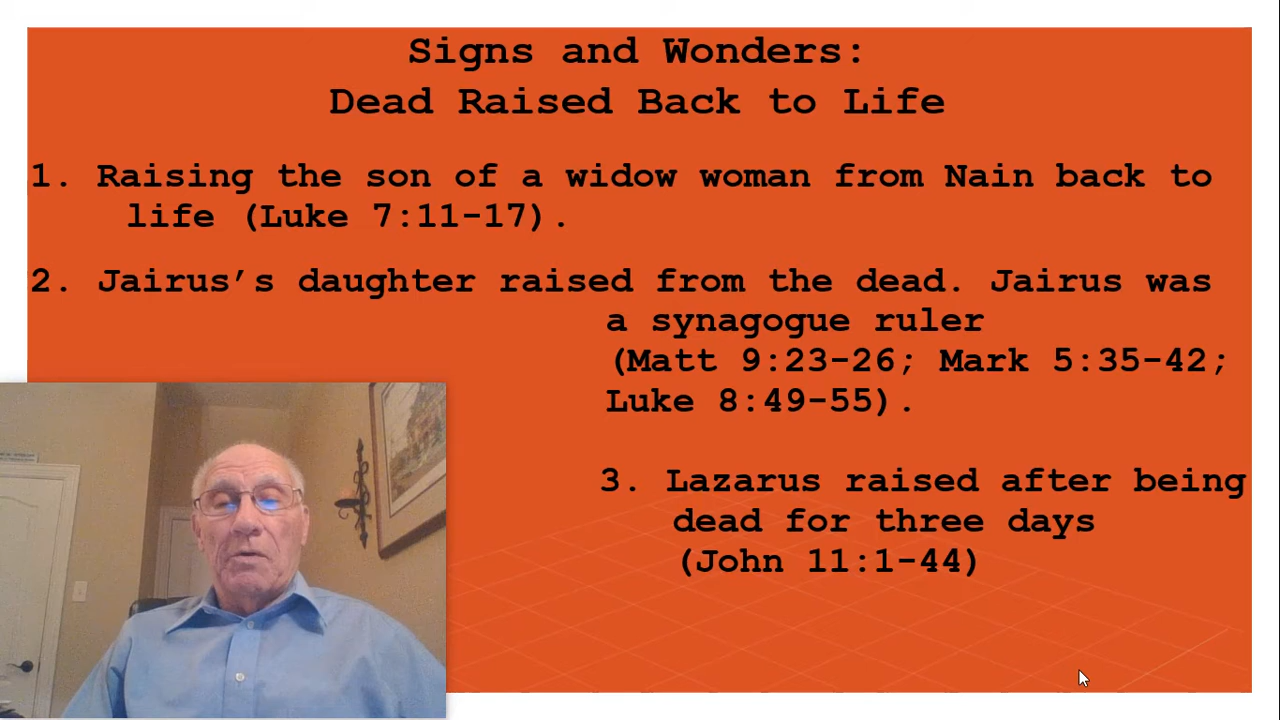 Signs and Wonders:
Dead Raised Back to Life
1. Raising the son of a widow woman from Nain back to
life (Luke 7:11-17).
2. Jairus’s daughter raised from the dead. Jairus was
a synagogue ruler
(Matt 9:23-26; Mark 5:35-42;
Luke 8:49-55).
3. Lazarus raised after being
dead for three days
(John 11:1-44)